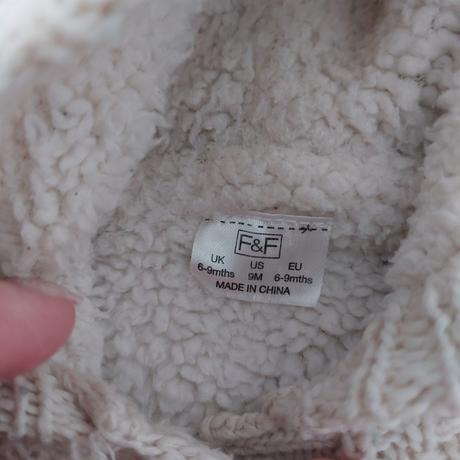 F&F
UK US EU
6-9mths 9M 6-9mths
MADE IN CHINA